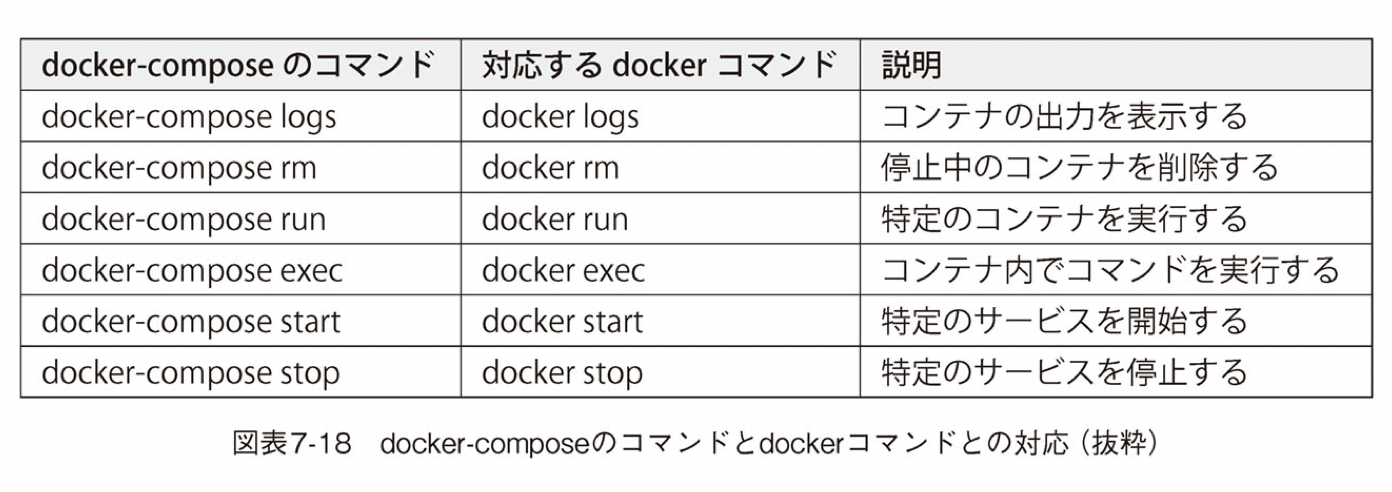 docker-compose のコマンド 対応する docker コマンド 説明
docker-compose logs docker logs コンテナの出力を表示する
docker-compose rm docker rm 停止中のコンテナを削除する
docker-compose run docker run 特定のコンテナを実行する
docker-compose exec docker exec コンテナ内でコマンドを実行する
docker-compose start docker start 特定のサービスを開始する
docker-compose stop docker stop 特定のサービスを停止する
図表7-18　docker-composeのコマンドとdockerコマンドとの対応（抜粋）